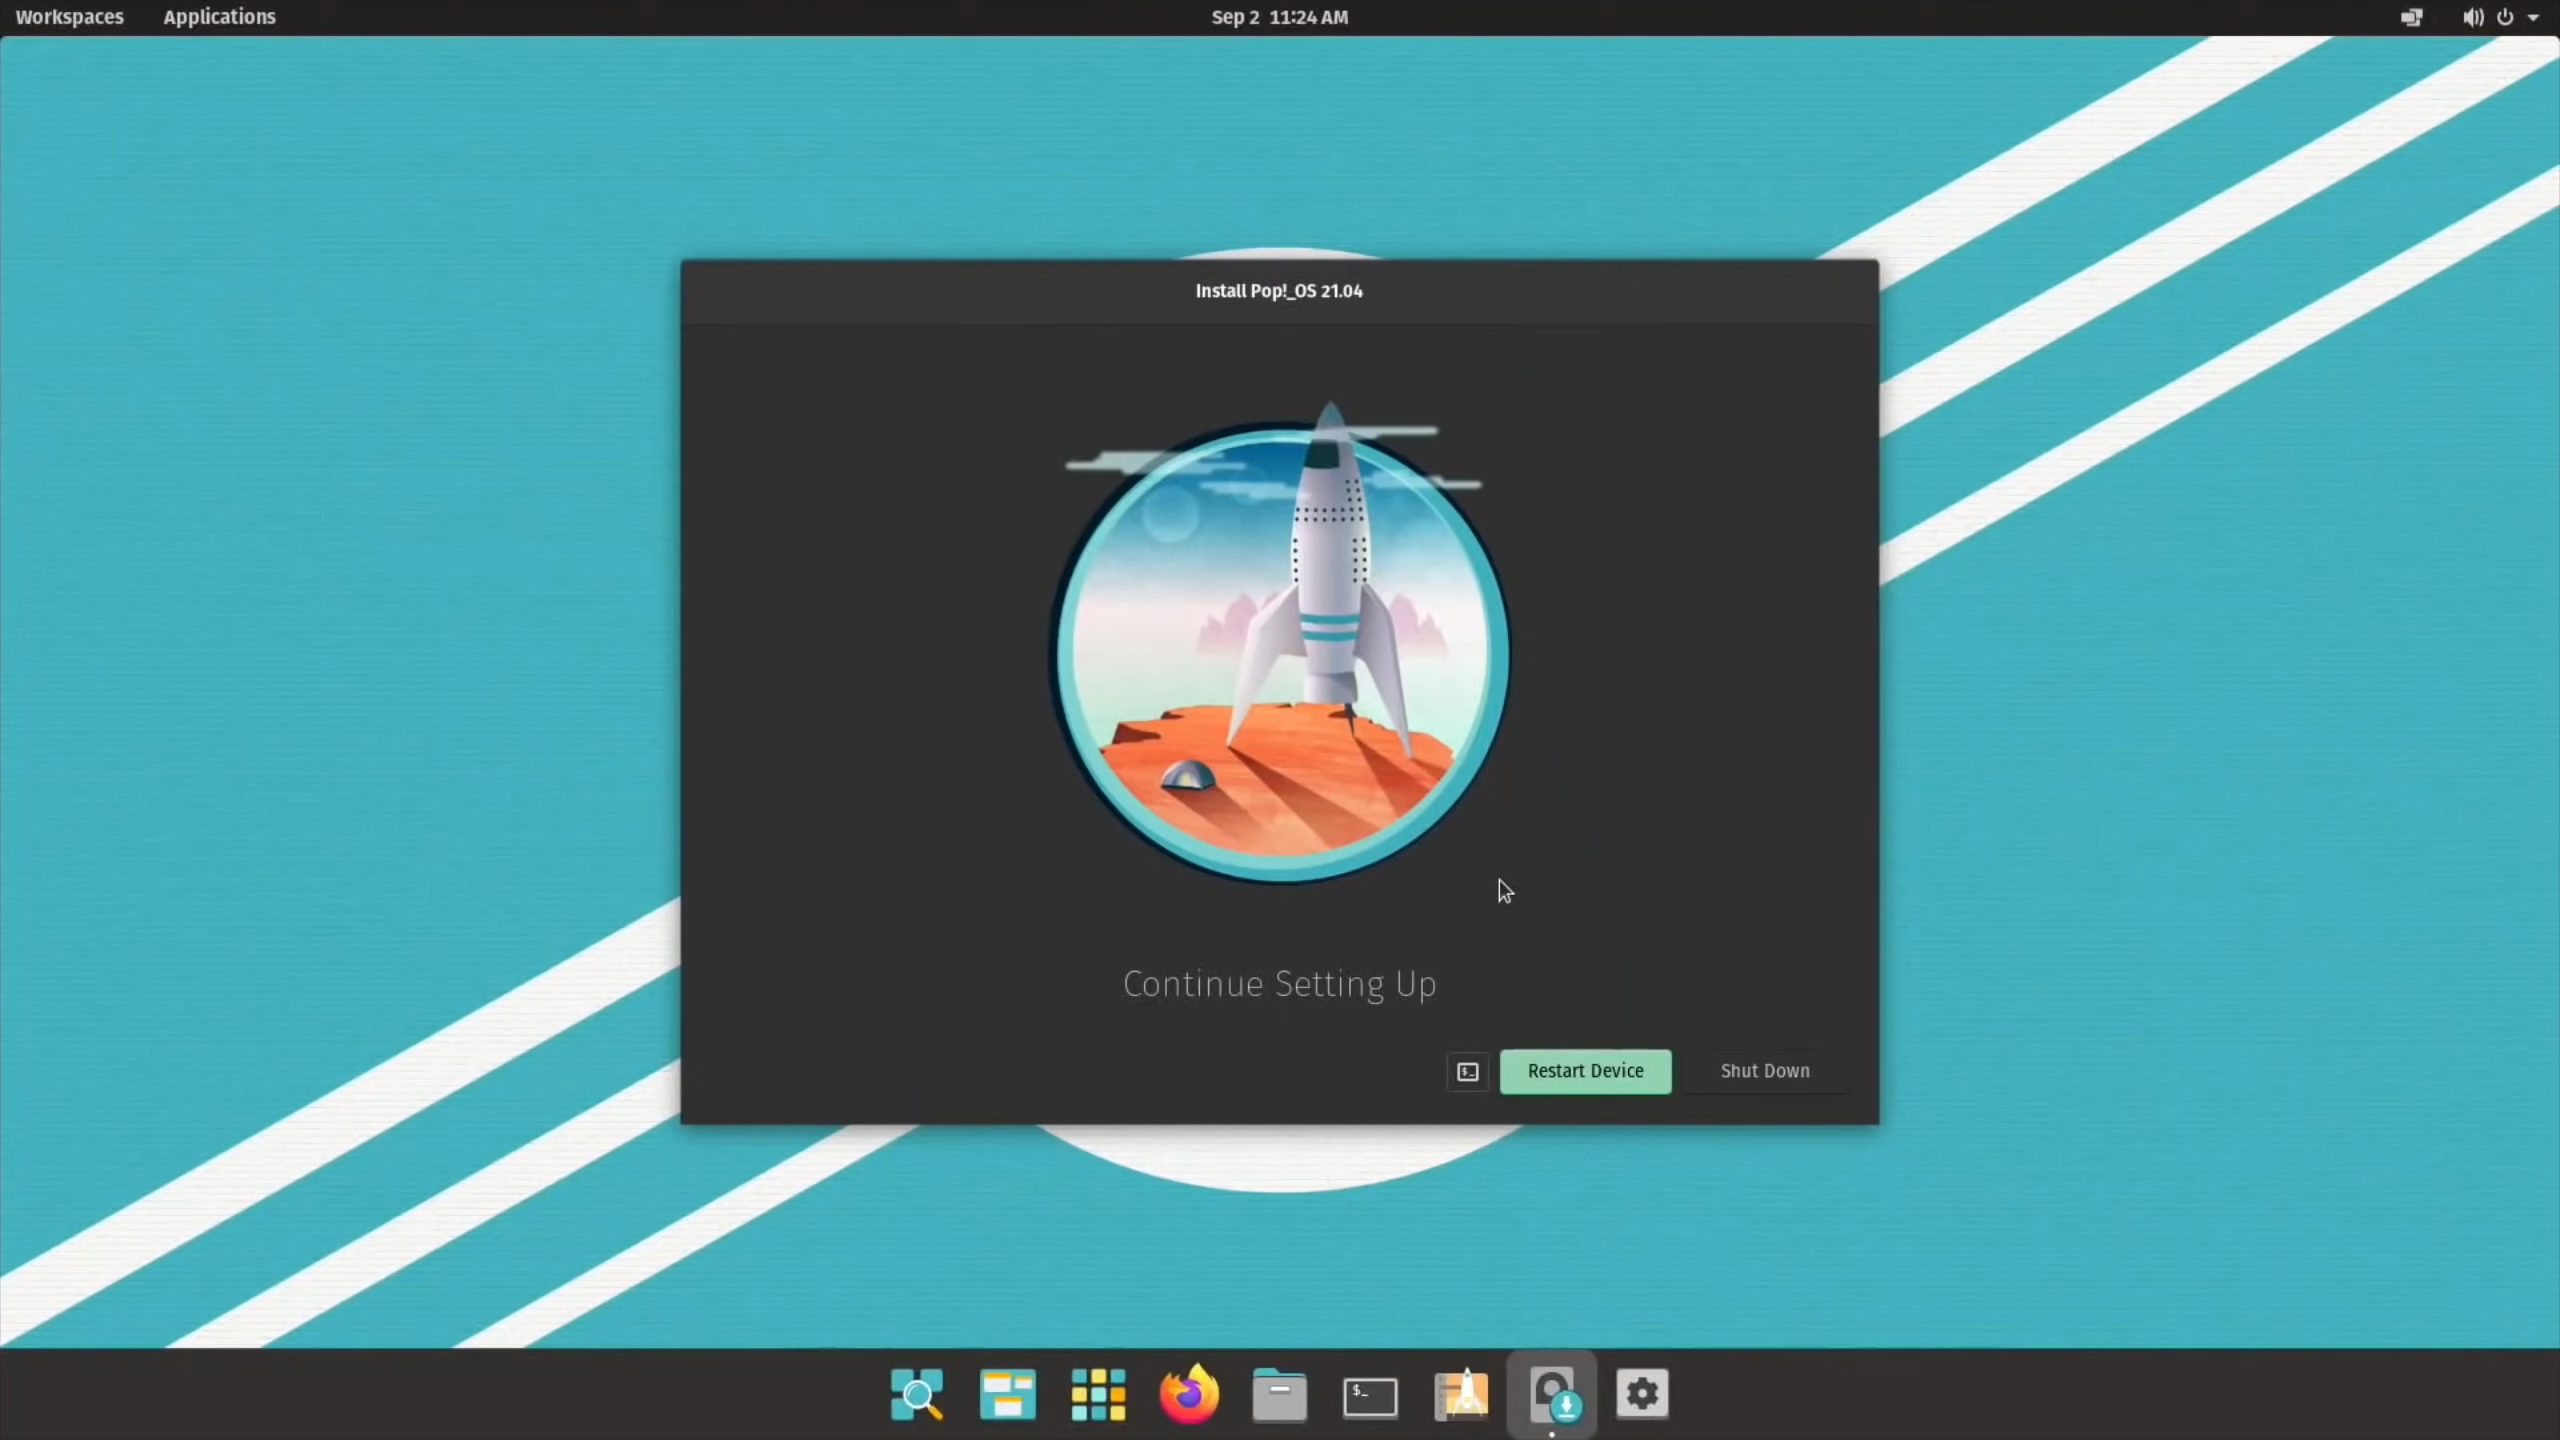 Workspaces Applications Sep 2 11:24 AM
Install Pop!_OS 21.04
Continue Setting Up
$_ Restart Device Shut Down
$_